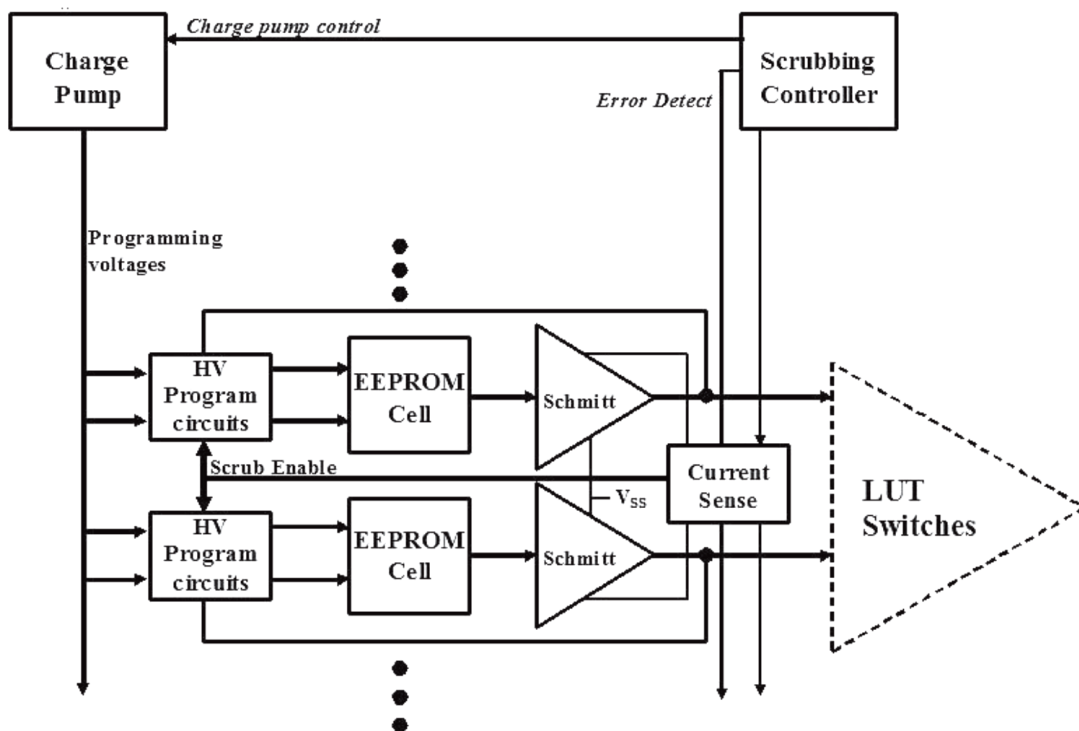 Charge pump control
Charge
Pump
Scrubbing
Controller
Error Detect
Programming
voltages
HV
Program
circuits
EEPROM
Cell
Schmitt
Scrub Enable
Current
Sense
VSS
LUT
Switches
HV
Program
circuits
EEPROM
Cell
Schmitt